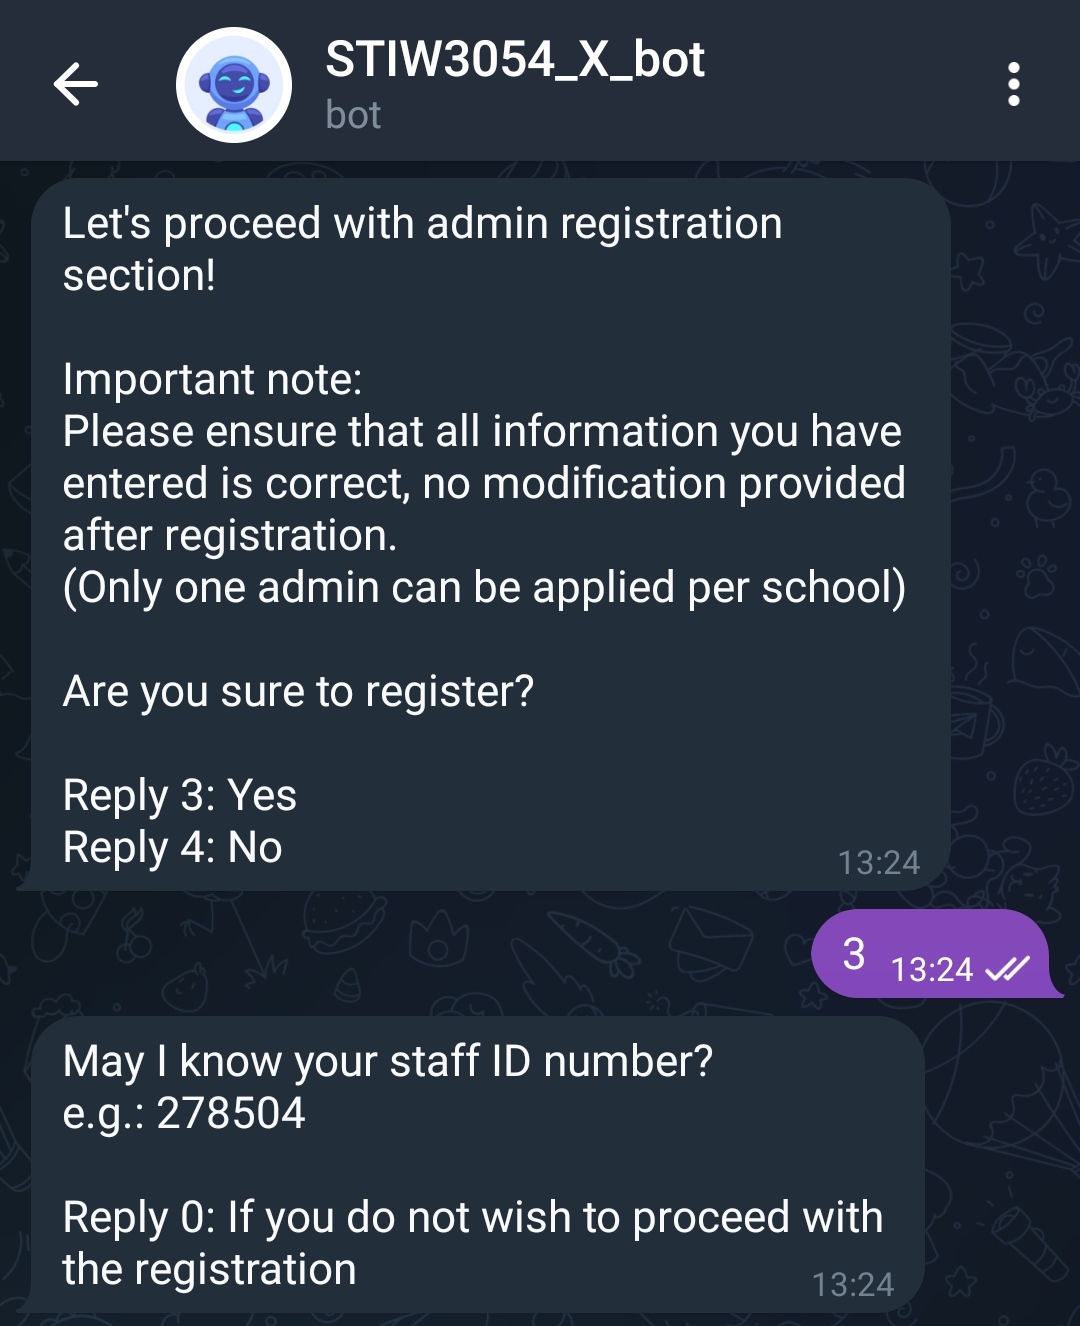 STIW3054_X_bot
bot
Let's proceed with admin registration
section!
Important note:
Please ensure that all information you have
entered is correct, no modification provided
after registration.
(Only one admin can be applied per school)
Are you sure to register?
Reply 3: Yes
Reply 4: No
13:24
3 13:24
May I know your staff ID number?
e.g.: 278504
Reply 0: If you do not wish to proceed with
the registration
13:24